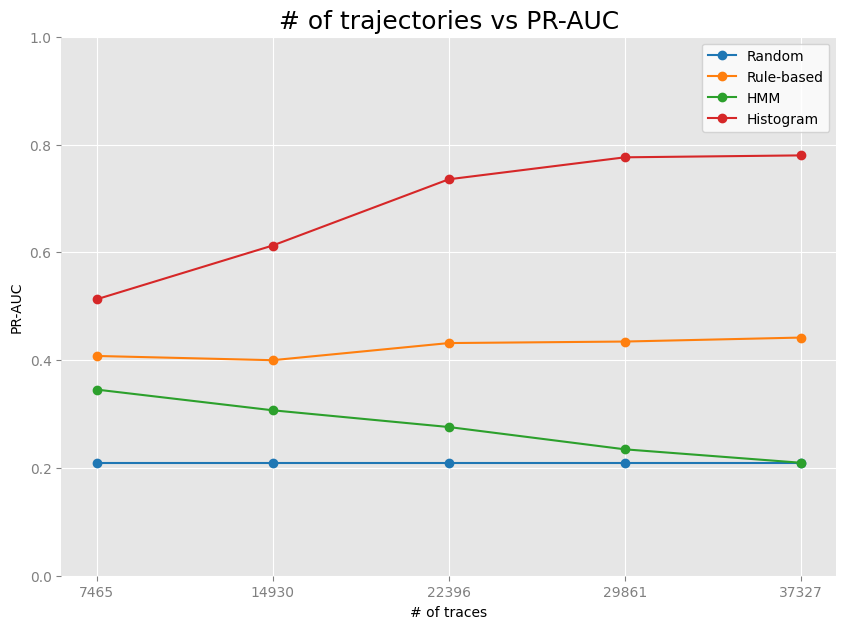 # of trajectories vs PR-AUC
Random
Rule-based
HMM
Histogram
PR-AUC
1.0
0.8
0.6
0.4
0.2
0.0
7465 14930 22396 29861 37327
# of traces